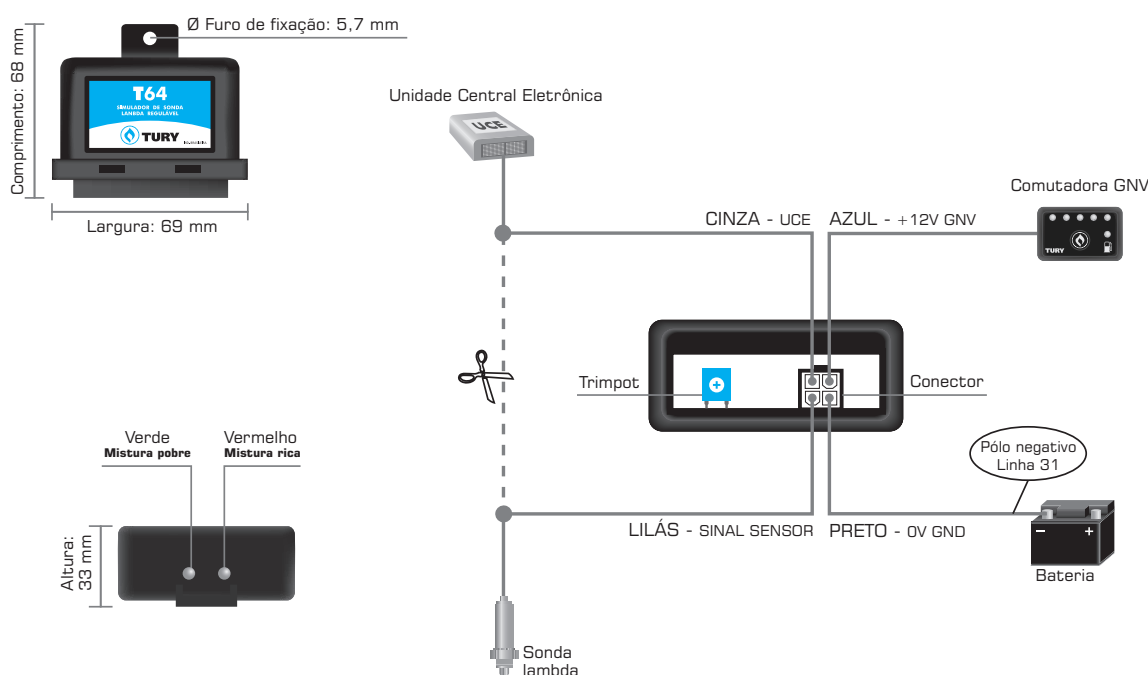 Ø Furo de fixação: 5,7 mm
Comprimento: 68 mm
T64
SIMULADOR DE SONDA
LAMBDA REGULÁVEL
TURY
Largura: 69 mm
Unidade Central Eletrônica
UCE
Comutadora GNV
TURY
CINZA - UCE
AZUL - +12V GNV
Trimpot
Conector
Verde
Mistura pobre
Vermelho
Mistura rica
Pólo negativo
Linha 31
LILÁS - SINAL SENSOR
PRETO - 0V GND
Altura:
33 mm
- +
Bateria
Sonda
lambda